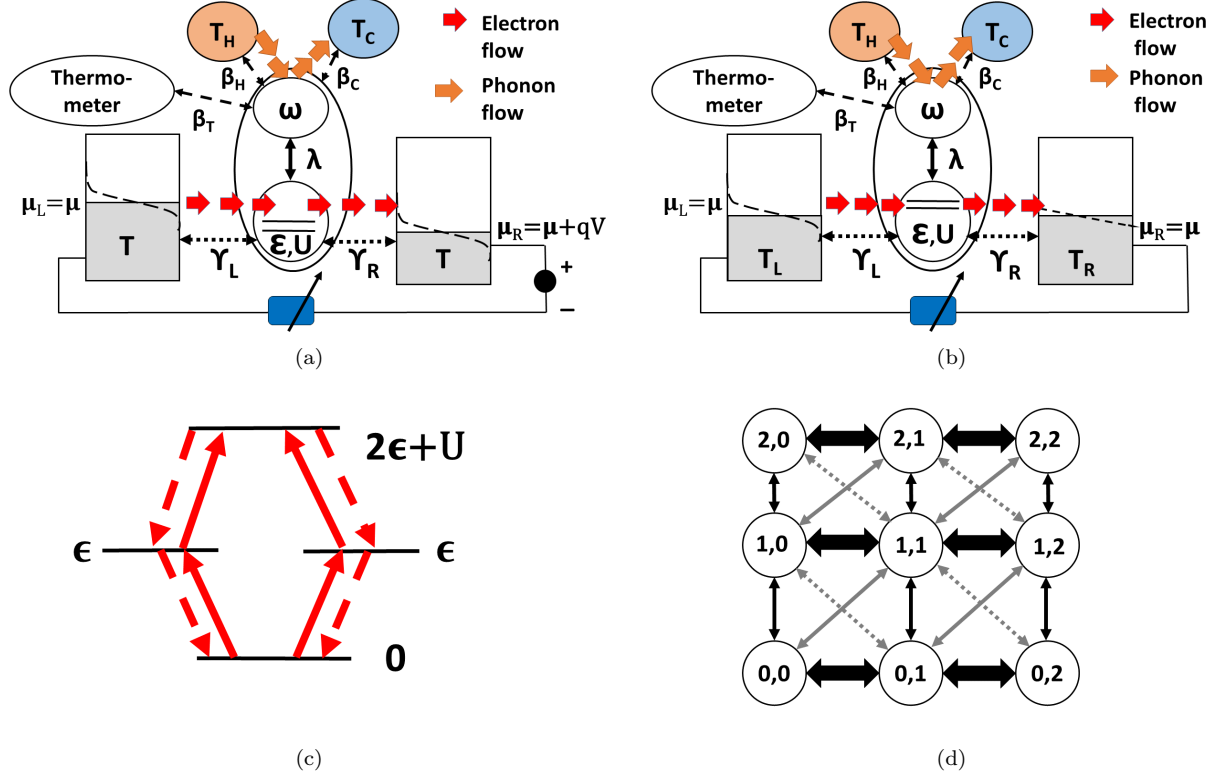 T_H
T_C
Electron
flow
Phonon
flow
Thermo-
meter
β_H
β_C
β_T
ω
λ
μ_L=μ
ε,U
μ_R=μ+qV
T
ϒ_L
ϒ_R
T
+
−
(a)
T_H
T_C
Electron
flow
Phonon
flow
Thermo-
meter
β_H
β_C
β_T
ω
λ
μ_L=μ
ε,U
μ_R=μ
T_L
ϒ_L
ϒ_R
T_R
(b)
2ϵ+U
ϵ
ϵ
0
(c)
2,0
2,1
2,2
1,0
1,1
1,2
0,0
0,1
0,2
(d)